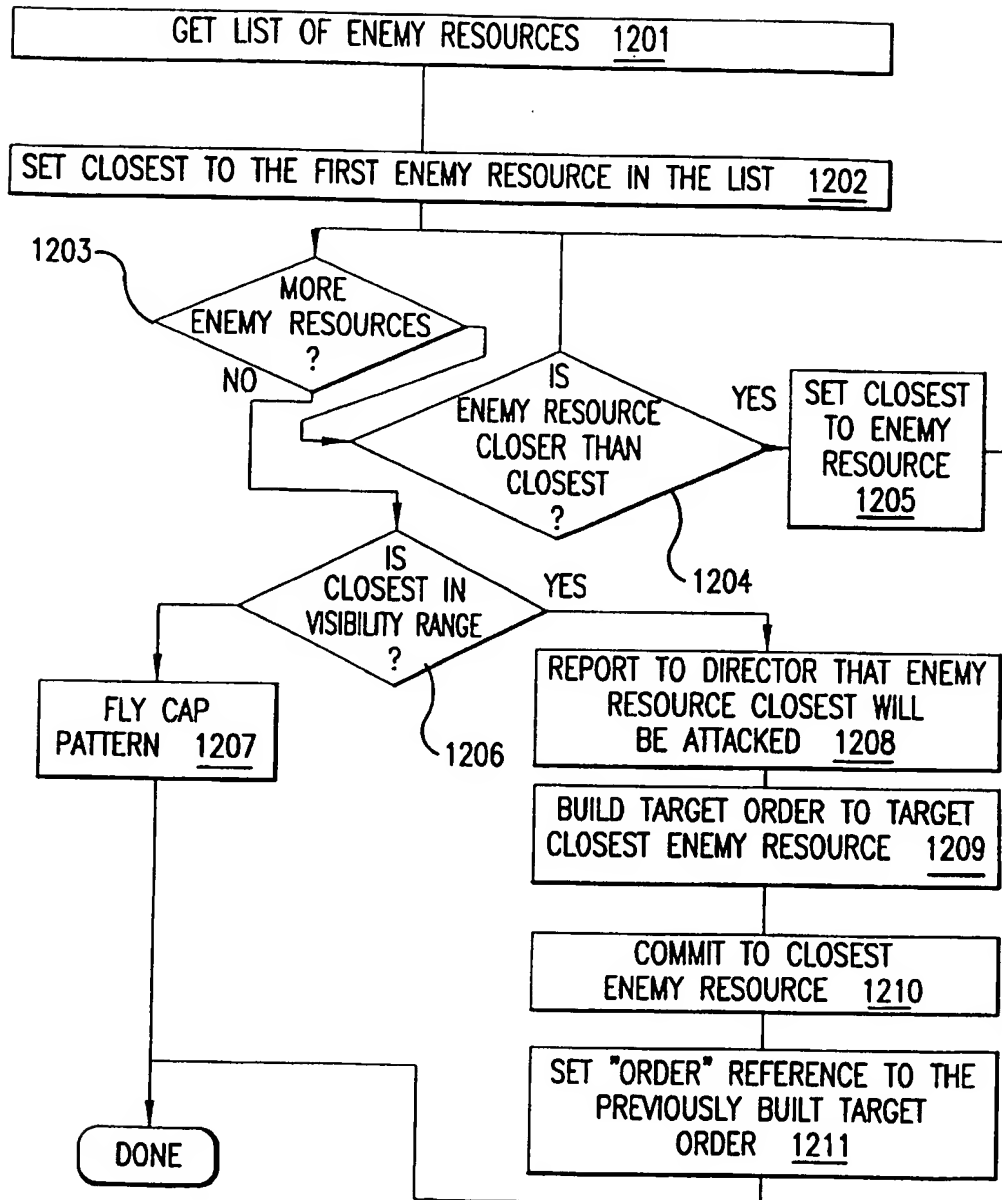 GET LIST OF ENEMY RESOURCES 1201
SET CLOSEST TO THE FIRST ENEMY RESOURCE IN THE LIST 1202
1203
MORE
ENEMY RESOURCES
?
NO
IS
ENEMY RESOURCE
CLOSER THAN
CLOSEST
?
YES
SET CLOSEST
TO ENEMY
RESOURCE
1205
1204
IS
CLOSEST IN
VISIBILITY RANGE
?
YES
1206
FLY CAP
PATTERN 1207
REPORT TO DIRECTOR THAT ENEMY
RESOURCE CLOSEST WILL
BE ATTACKED 1208
BUILD TARGET ORDER TO TARGET
CLOSEST ENEMY RESOURCE 1209
COMMIT TO CLOSEST
ENEMY RESOURCE 1210
SET "ORDER" REFERENCE TO THE
PREVIOUSLY BUILT TARGET
ORDER 1211
DONE